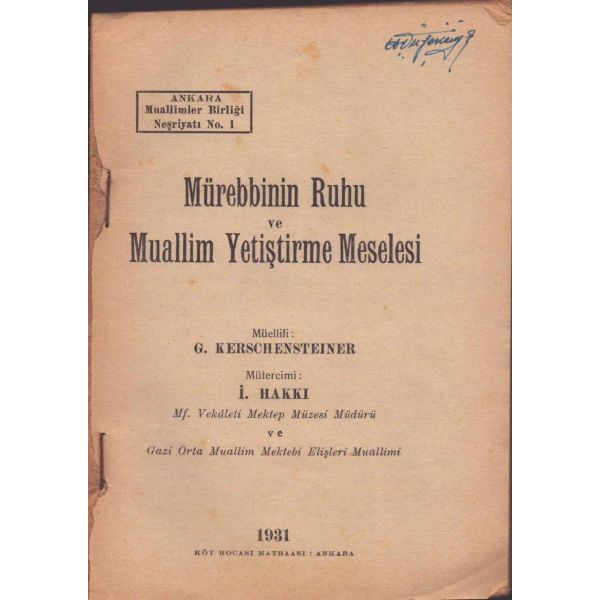 ANKARA
Muallimler Birliği
Neşriyatı No. 1
Mürebbinin Ruhu
ve
Muallim Yetiştirme Meselesi
Müellifi :
G. KERSCHENSTEINER
Mütercimi :
İ. HAKKI
Mf. Vekâleti Mektep Müzesi Müdürü
ve
Gazi Orta Muallim Mektebi Elişleri Muallimi
1931
KÖY HOCASI MATBAASI : ANKARA